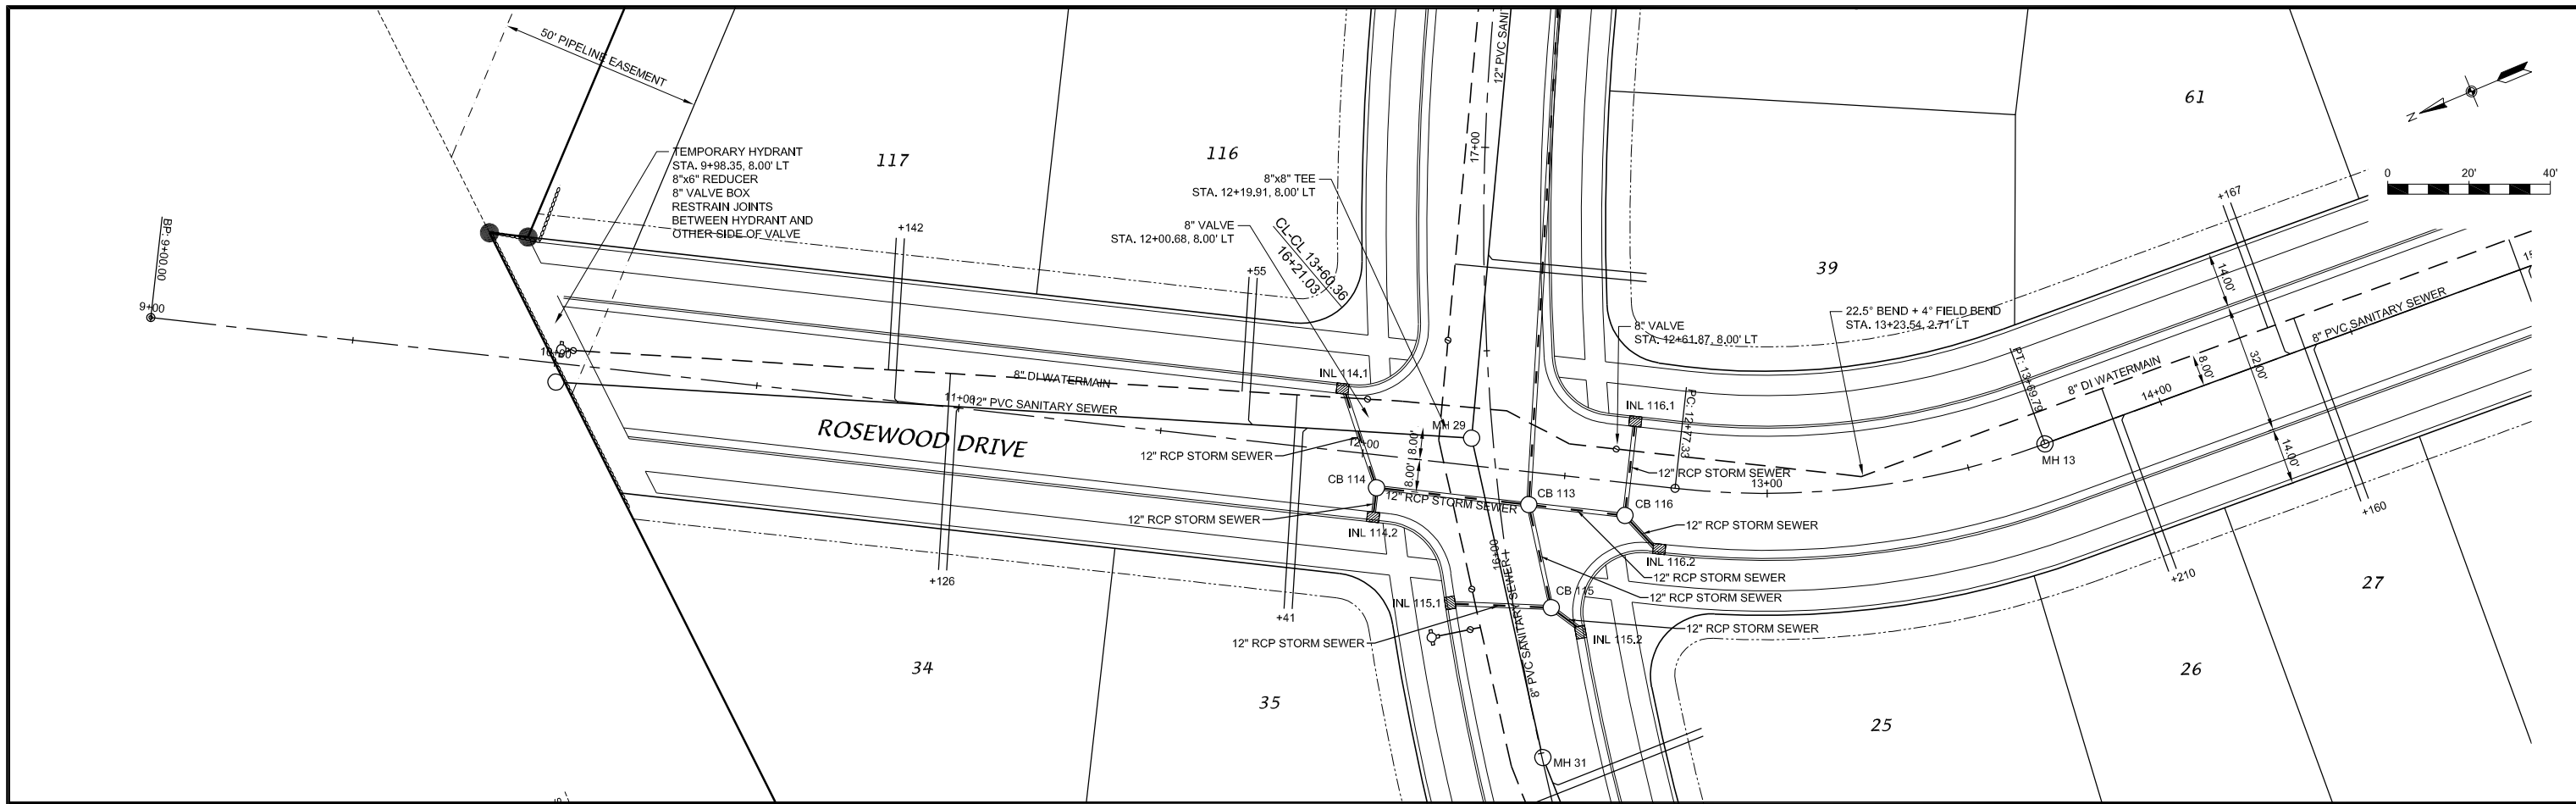 50' PIPELINE EASEMENT
TEMPORARY HYDRANT
STA. 9+98.35, 8.00' LT
8"x6" REDUCER
8" VALVE BOX
RESTRAIN JOINTS
BETWEEN HYDRANT AND
OTHER SIDE OF VALVE
117
116
8"x8" TEE
STA. 12+19.91, 8.00' LT
8" VALVE
STA. 12+00.68, 8.00' LT
CL-CL 13+60.36
16+21.03
17+00
61
N
0 20' 40'
39
+167
BP: 9+00.00
9+00
10+00
+142
+55
8" VALVE
STA. 12+61.87, 8.00' LT
22.5° BEND + 4° FIELD BEND
STA. 13+23.54, 2.71' LT
14.00'
32.00'
14.00'
8.00'
8" PVC SANITARY SEWER
8" DI WATERMAIN
14+00
PT: 13+69.79
MH 13
8" DI WATERMAIN
11+00
12" PVC SANITARY SEWER
ROSEWOOD DRIVE
INL 114.1
MH 29
12+00
8.00'
8.00'
12" RCP STORM SEWER
CB 114
12" RCP STORM SEWER
CB 113
INL 116.1
PC: 12+77.33
12" RCP STORM SEWER
13+00
CB 116
12" RCP STORM SEWER
12" RCP STORM SEWER
INL 114.2
INL 116.2
12" RCP STORM SEWER
12" RCP STORM SEWER
CB 115
16+00
INL 115.1
12" RCP STORM SEWER
12" RCP STORM SEWER
INL 115.2
8" PVC SANITARY SEWER
MH 31
+126
+41
+210
+160
34
35
25
26
27